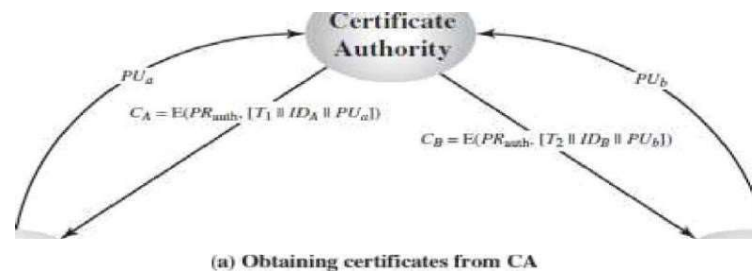 Certificate
Authority
PUa
PUb
CA = E(PRauth, [T1 || IDA || PUa])
CB = E(PRauth, [T2 || IDB || PUb])
(a) Obtaining certificates from CA